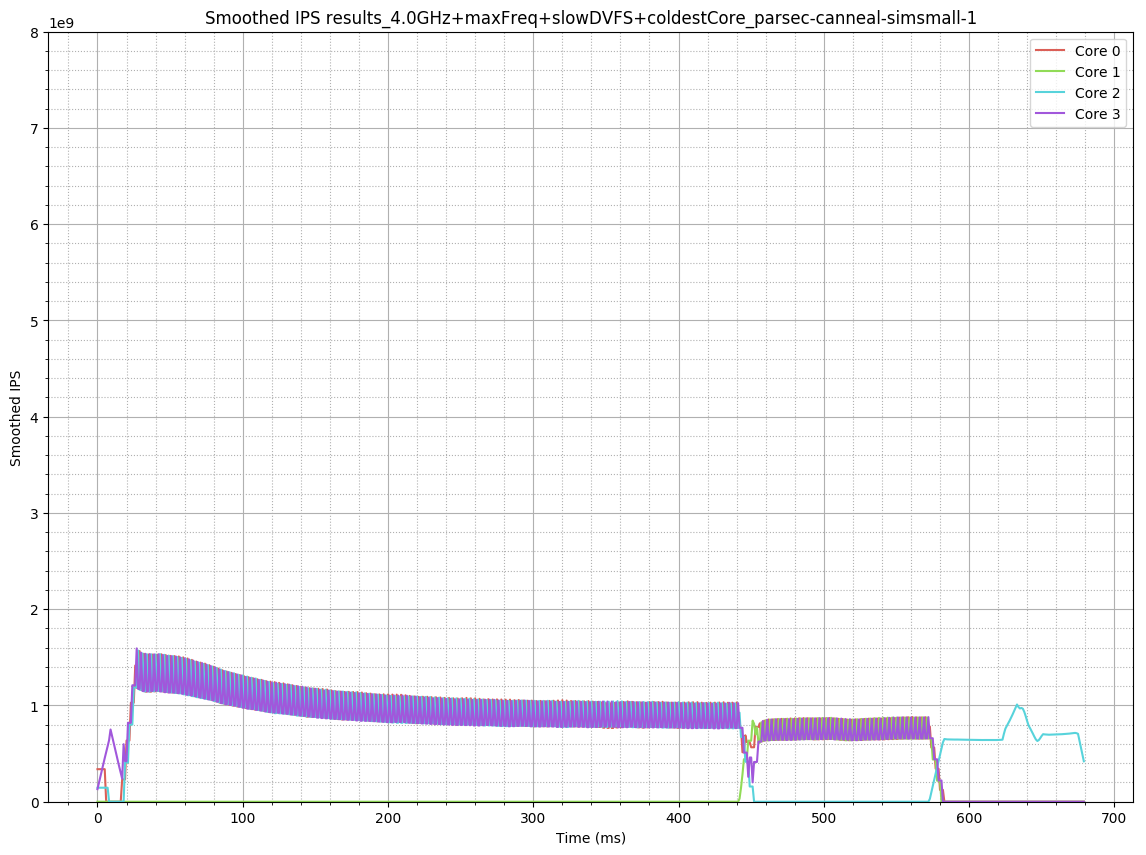 Smoothed IPS results_4.0GHz+maxFreq+slowDVFS+coldestCore_parsec-canneal-simsmall-1
1e9
8
7
6
5
4
3
2
1
0
Smoothed IPS
Core 0
Core 1
Core 2
Core 3
0 100 200 300 400 500 600 700
Time (ms)